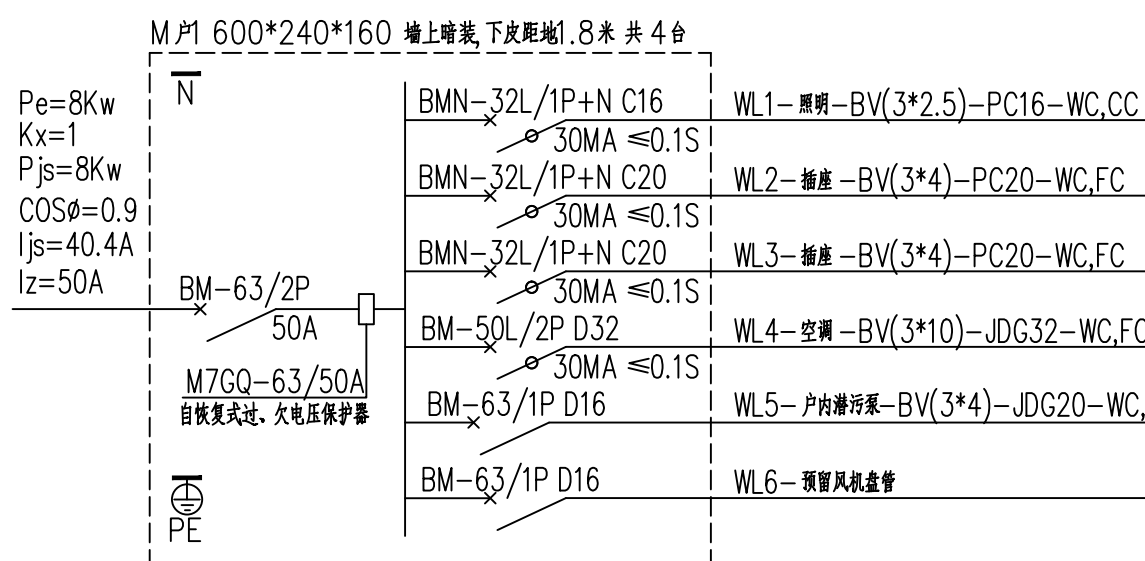 M户1 600*240*160 墙上暗装,下皮距地1.8米 共4台
N
Pe=8Kw
Kx=1
Pjs=8Kw
COSø=0.9
Ijs=40.4A
Iz=50A
BM-63/2P
50A
M7GQ-63/50A
自恢复式过、欠电压保护器
PE
BMN-32L/1P+N C16
30MA ≤0.1S
WL1-照明-BV(3*2.5)-PC16-WC,CC
BMN-32L/1P+N C20
30MA ≤0.1S
WL2-插座-BV(3*4)-PC20-WC,FC
BMN-32L/1P+N C20
30MA ≤0.1S
WL3-插座-BV(3*4)-PC20-WC,FC
BM-50L/2P D32
30MA ≤0.1S
WL4-空调-BV(3*10)-JDG32-WC,FC
BM-63/1P D16
WL5-户内潜污泵-BV(3*4)-JDG20-WC,
BM-63/1P D16
WL6-预留风机盘管